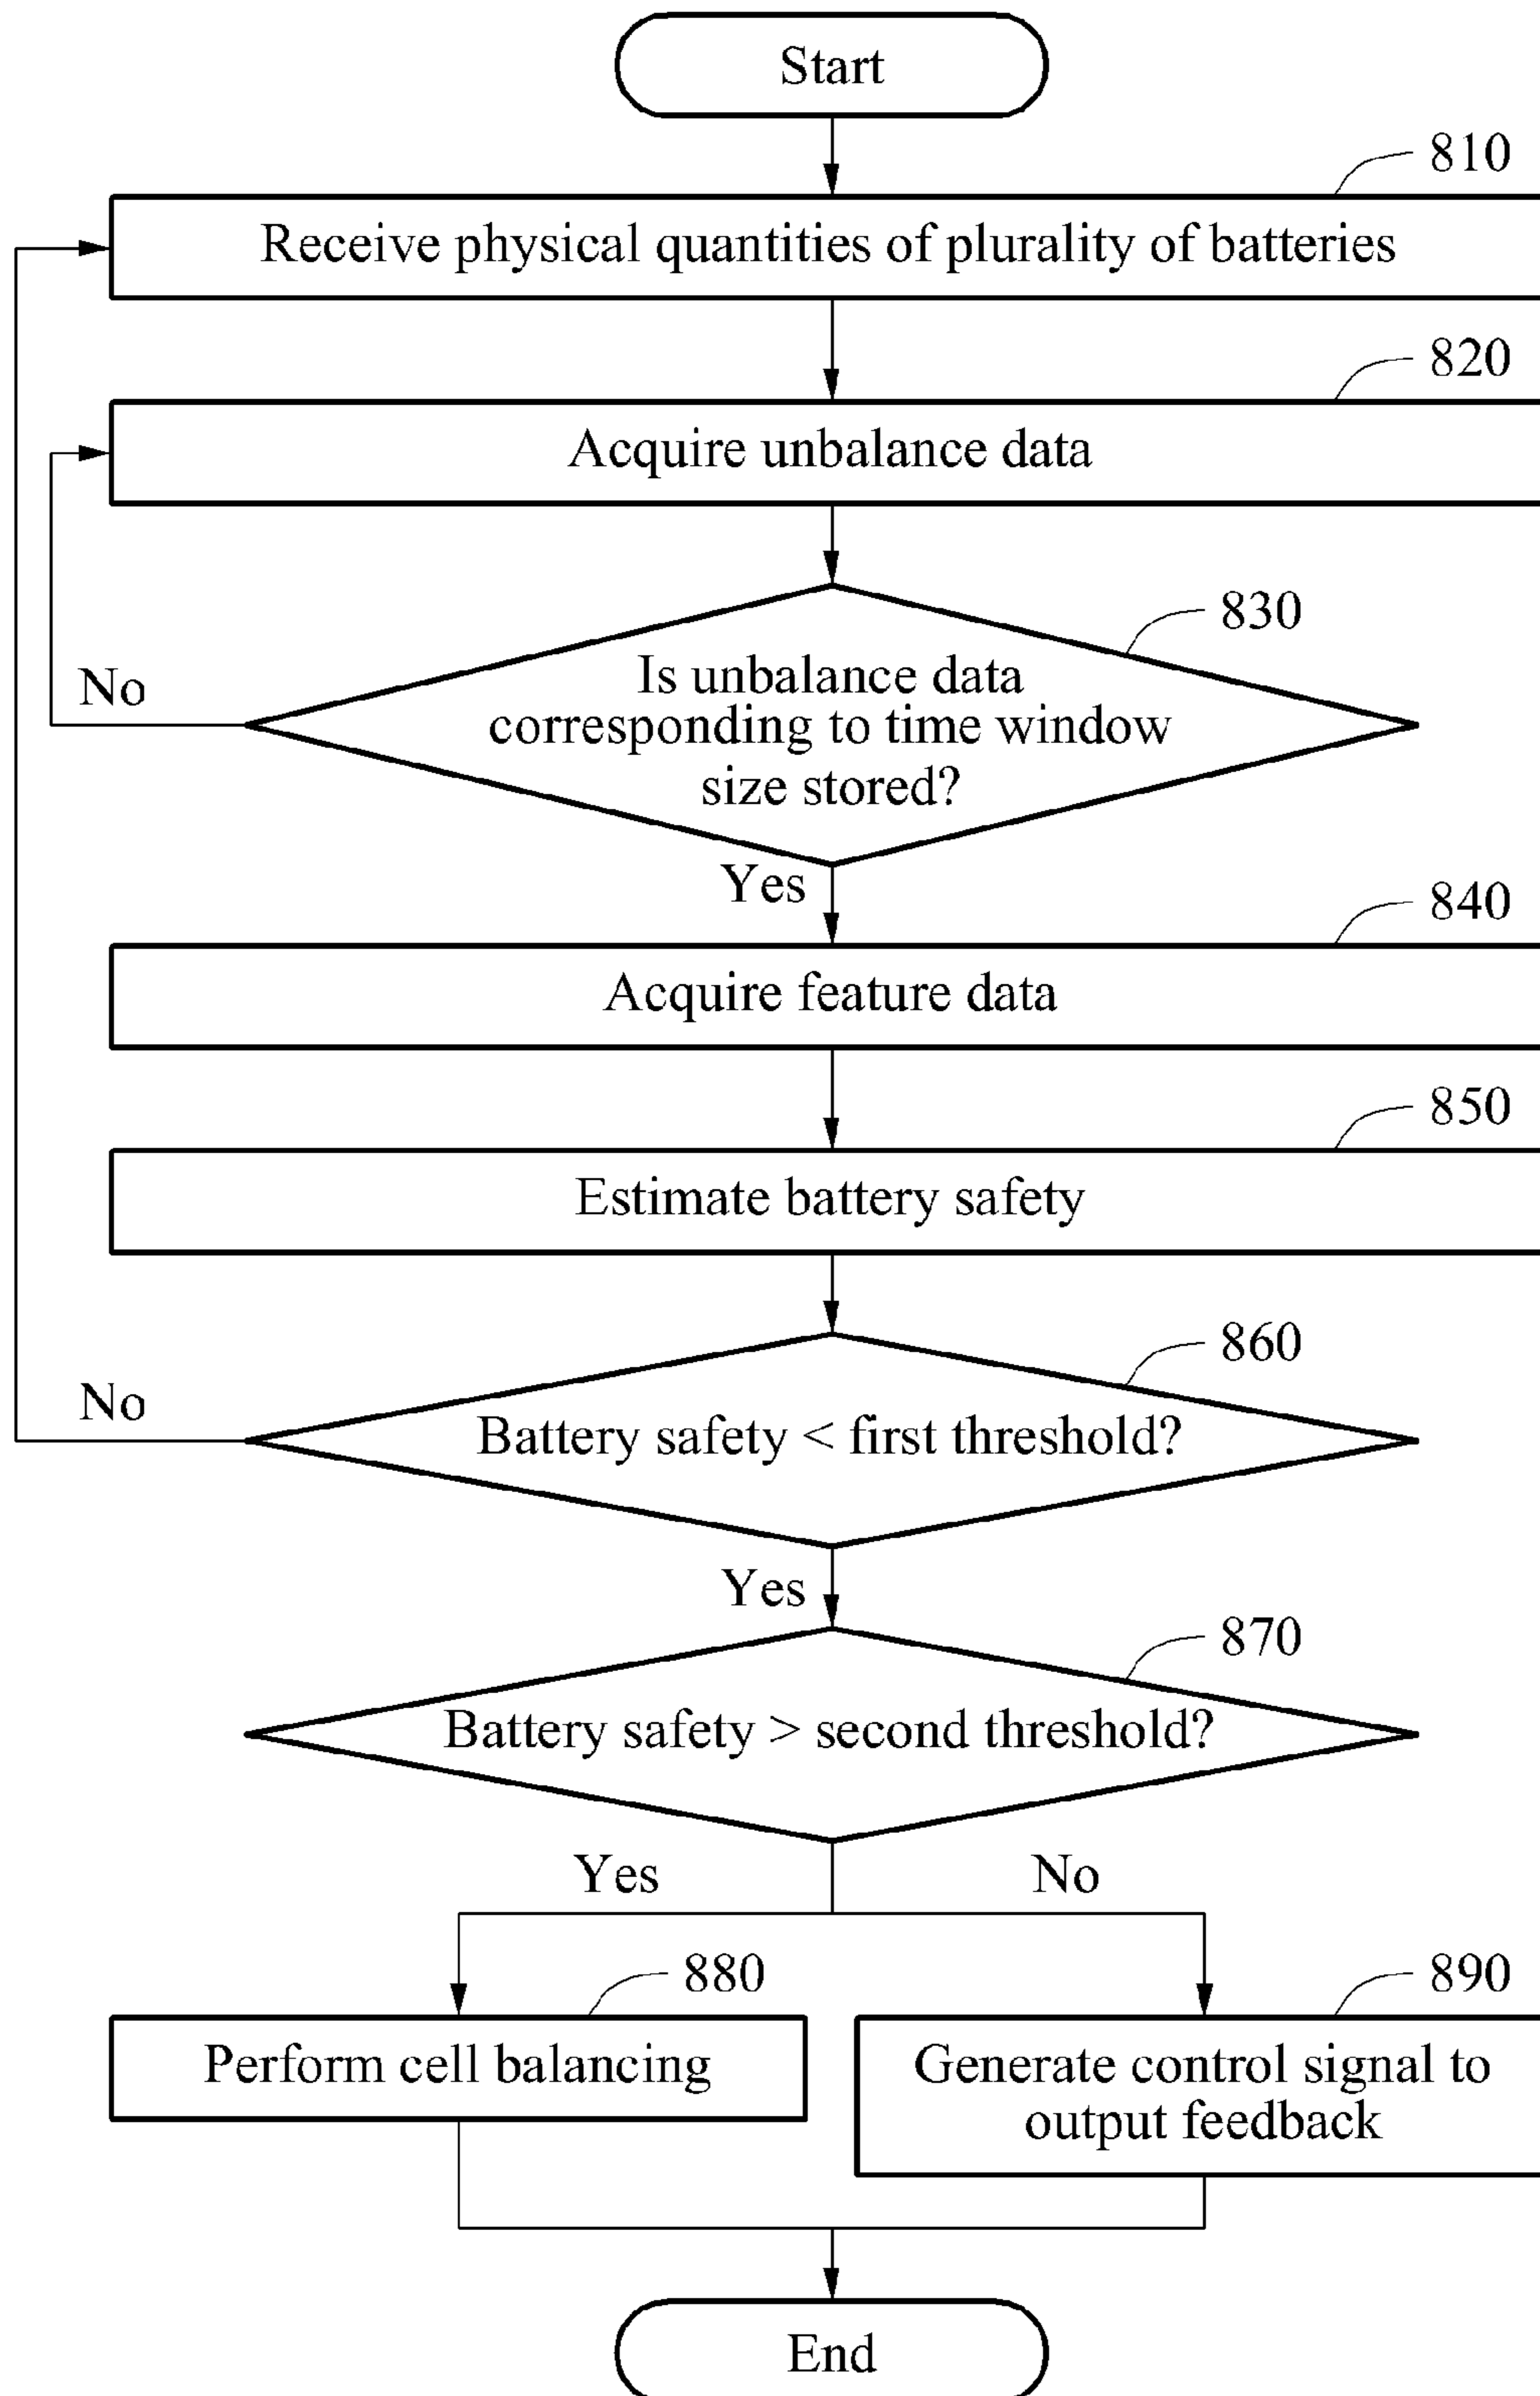 Start
810
Receive physical quantities of plurality of batteries
820
Acquire unbalance data
830
Is unbalance data
corresponding to time window
size stored?
No
Yes
840
Acquire feature data
850
Estimate battery safety
860
Battery safety < first threshold?
No
Yes
870
Battery safety > second threshold?
Yes
No
880
Perform cell balancing
890
Generate control signal to
output feedback
End